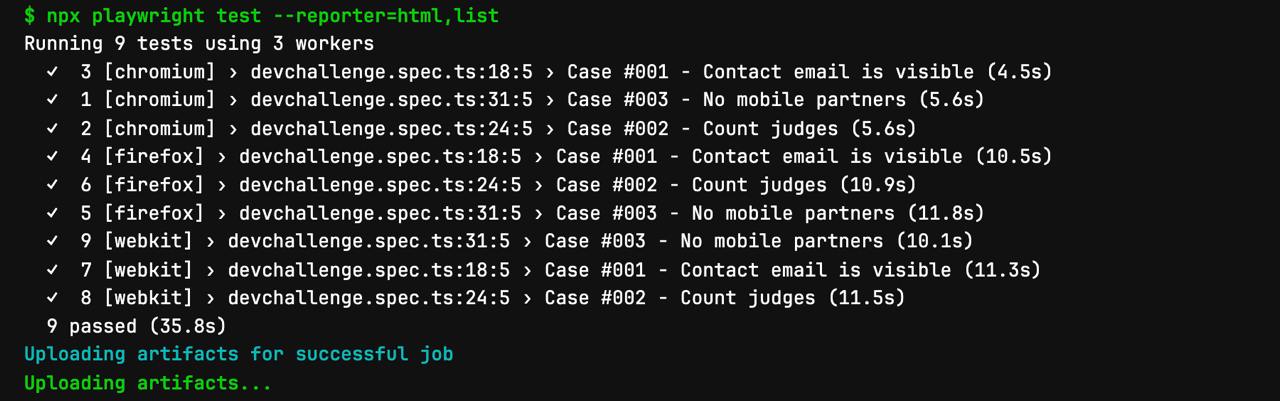 $ npx playwright test --reporter=html,list
Running 9 tests using 3 workers
✓ 3 [chromium] › devchallenge.spec.ts:18:5 › Case #001 - Contact email is visible (4.5s)
✓ 1 [chromium] › devchallenge.spec.ts:31:5 › Case #003 - No mobile partners (5.6s)
✓ 2 [chromium] › devchallenge.spec.ts:24:5 › Case #002 - Count judges (5.6s)
✓ 4 [firefox] › devchallenge.spec.ts:18:5 › Case #001 - Contact email is visible (10.5s)
✓ 6 [firefox] › devchallenge.spec.ts:24:5 › Case #002 - Count judges (10.9s)
✓ 5 [firefox] › devchallenge.spec.ts:31:5 › Case #003 - No mobile partners (11.8s)
✓ 9 [webkit] › devchallenge.spec.ts:31:5 › Case #003 - No mobile partners (10.1s)
✓ 7 [webkit] › devchallenge.spec.ts:18:5 › Case #001 - Contact email is visible (11.3s)
✓ 8 [webkit] › devchallenge.spec.ts:24:5 › Case #002 - Count judges (11.5s)
9 passed (35.8s)
Uploading artifacts for successful job
Uploading artifacts...